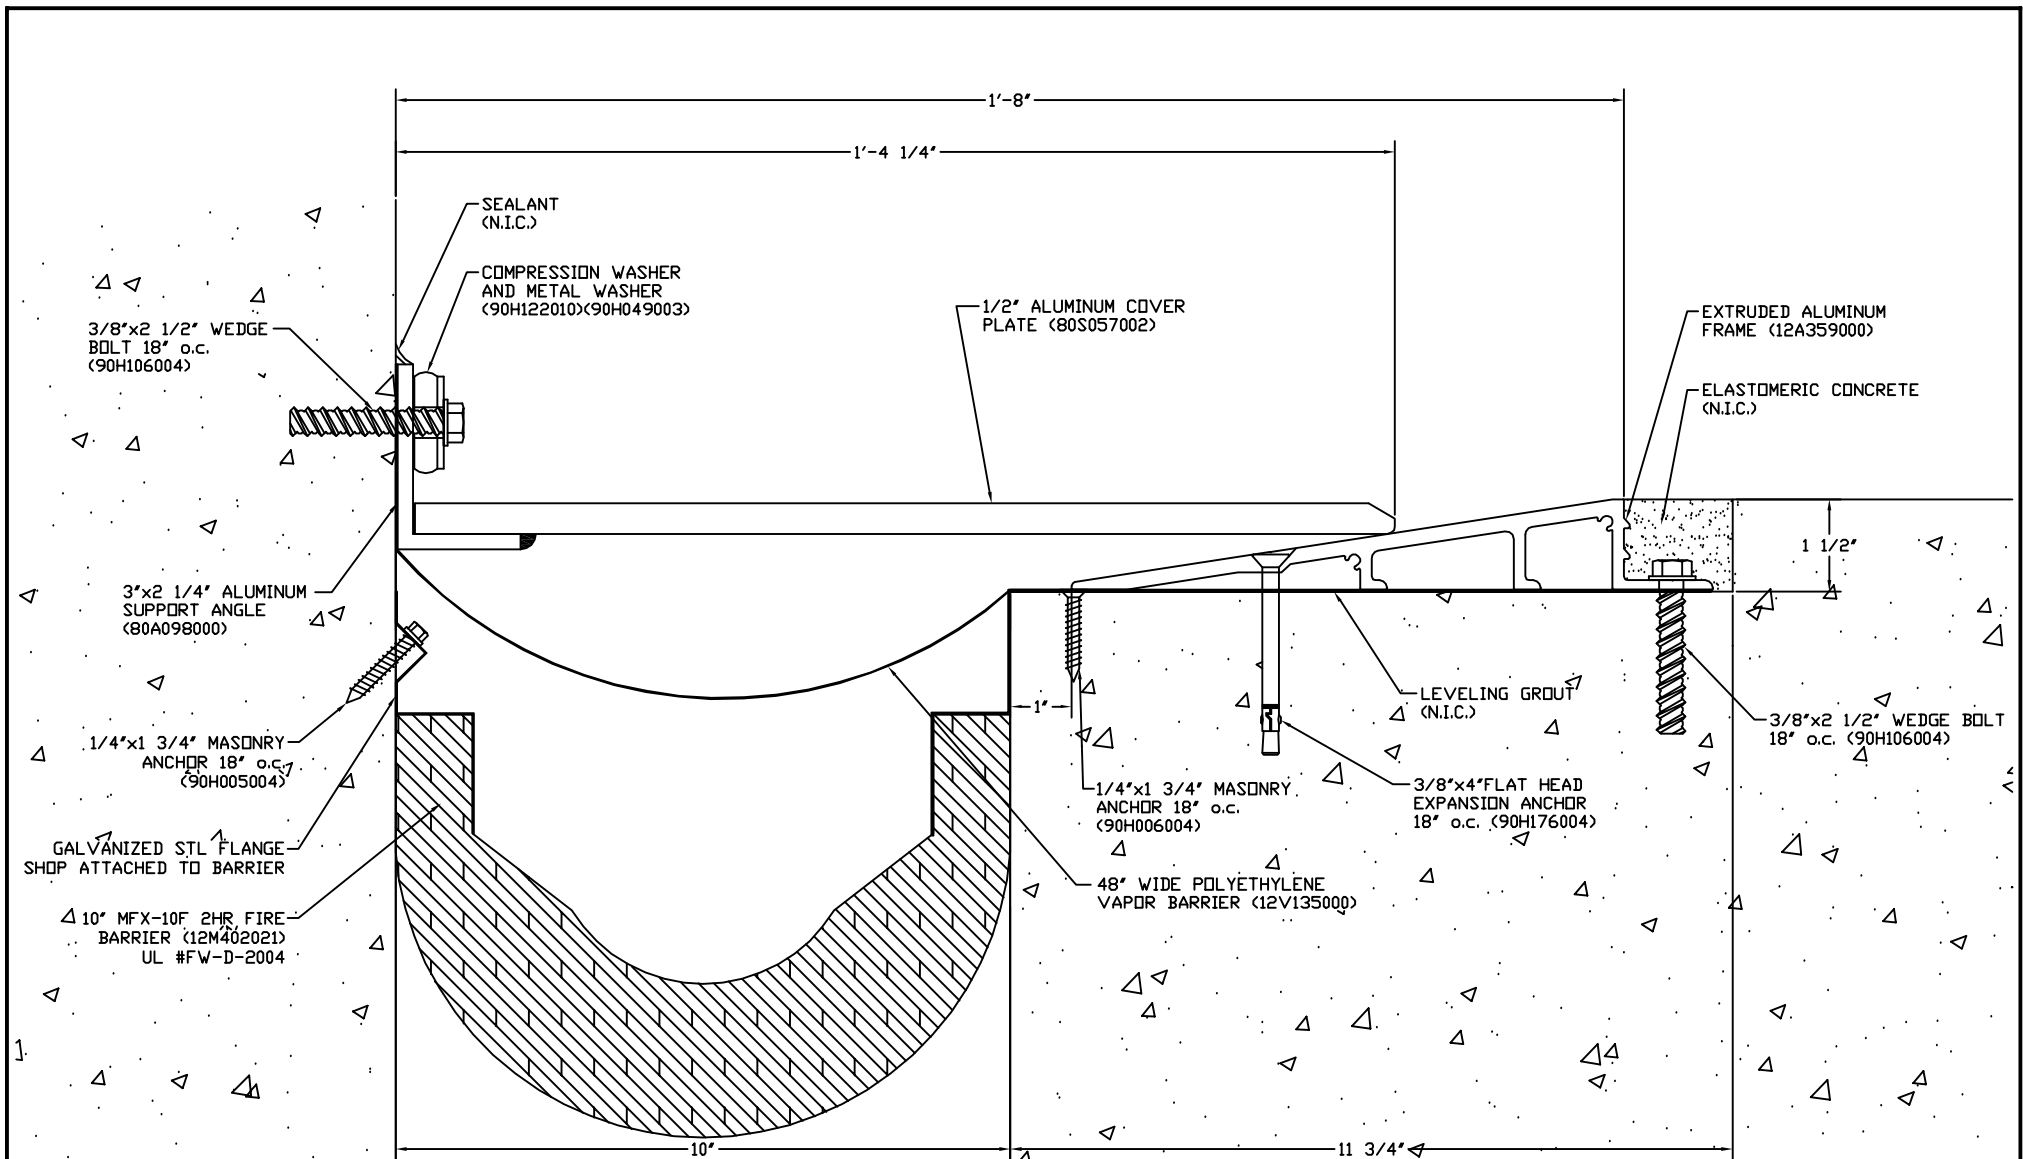 1'-8"
1'-4 1/4"
SEALANT
(N.I.C.)
COMPRESSION WASHER
AND METAL WASHER
(90H122010)(90H049003)
3/8"x2 1/2" WEDGE
BOLT 18" o.c.
(90H106004)
1/2" ALUMINUM COVER
PLATE (80S057002)
EXTRUDED ALUMINUM
FRAME (12A359000)
ELASTOMERIC CONCRETE
(N.I.C.)
1 1/2"
3"x2 1/4" ALUMINUM
SUPPORT ANGLE
(80A098000)
1/4"x1 3/4" MASONRY
ANCHOR 18" o.c.
(90H005004)
GALVANIZED STL FLANGE
SHOP ATTACHED TO BARRIER
10" MFX-10F 2HR FIRE
BARRIER (12M402021)
UL #FW-D-2004
1"
LEVELING GROUT
(N.I.C.)
3/8"x2 1/2" WEDGE BOLT
18" o.c. (90H106004)
1/4"x1 3/4" MASONRY
ANCHOR 18" o.c.
(90H006004)
3/8"x4"FLAT HEAD
EXPANSION ANCHOR
18" o.c. (90H176004)
48" WIDE POLYETHYLENE
VAPOR BARRIER (12V135000)
10"
11 3/4"